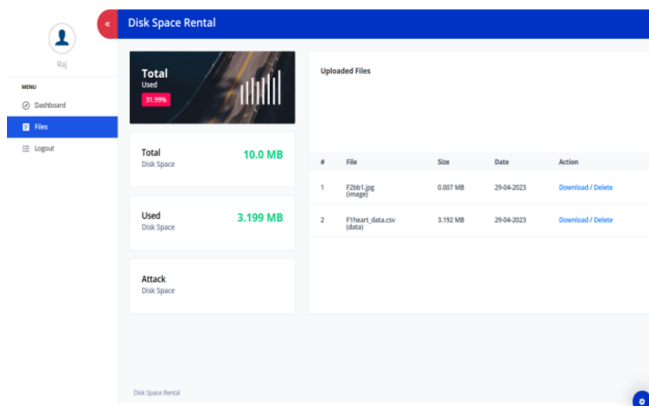 «
Disk Space Rental
Raj
MENU
Dashboard
Files
Logout
Total
Used
31.99%
Total
10.0 MB
Disk Space
Used
3.199 MB
Disk Space
Attack
Disk Space
Uploaded Files
# File Size Date Action
1 F2bb1.jpg 0.007 MB 29-04-2023 Download / Delete
(image)
2 F1heart_data.csv 3.192 MB 29-04-2023 Download / Delete
(data)
Disk Space Rental